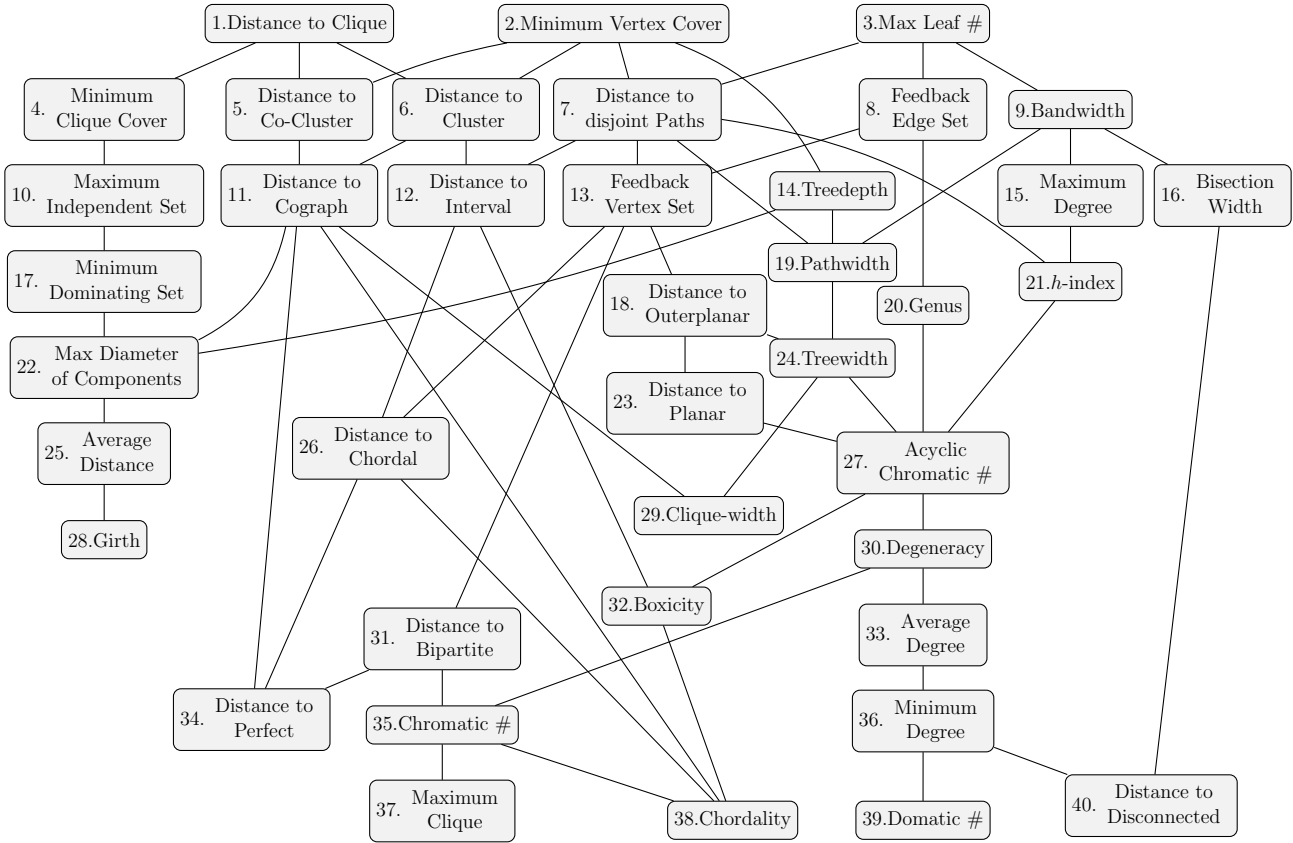 1.Distance to Clique
2.Minimum Vertex Cover
3.Max Leaf #
4. Minimum
Clique Cover
5. Distance to
Co-Cluster
6. Distance to
Cluster
7. Distance to
disjoint Paths
8. Feedback
Edge Set
9.Bandwidth
10. Maximum
Independent Set
11. Distance to
Cograph
12. Distance to
Interval
13. Feedback
Vertex Set
14.Treedepth
15. Maximum
Degree
16. Bisection
Width
17. Minimum
Dominating Set
18. Distance to
Outerplanar
19.Pathwidth
20.Genus
21.h-index
22. Max Diameter
of Components
23. Distance to
Planar
24.Treewidth
25. Average
Distance
26. Distance to
Chordal
27. Acyclic
Chromatic #
28.Girth
29.Clique-width
30.Degeneracy
31. Distance to
Bipartite
32.Boxicity
33. Average
Degree
34. Distance to
Perfect
35.Chromatic #
36. Minimum
Degree
37. Maximum
Clique
38.Chordality
39.Domatic #
40. Distance to
Disconnected